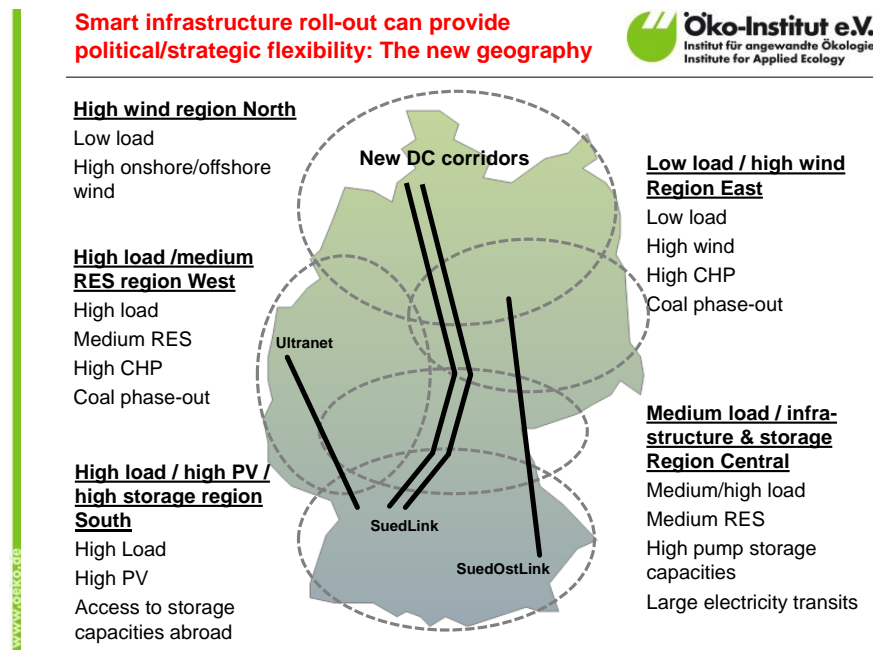 Smart infrastructure roll-out can provide
political/strategic flexibility: The new geography
Öko-Institut e.V.
Institut für angewandte Ökologie
Institute for Applied Ecology
High wind region North
Low load
High onshore/offshore
wind
High load /medium
RES region West
High load
Medium RES
High CHP
Coal phase-out
High load / high PV /
high storage region
South
High Load
High PV
Access to storage
capacities abroad
New DC corridors
Ultranet
SuedLink
SuedOstLink
Low load / high wind
Region East
Low load
High wind
High CHP
Coal phase-out
Medium load / infra-
structure & storage
Region Central
Medium/high load
Medium RES
High pump storage
capacities
Large electricity transits
www.oeko.de